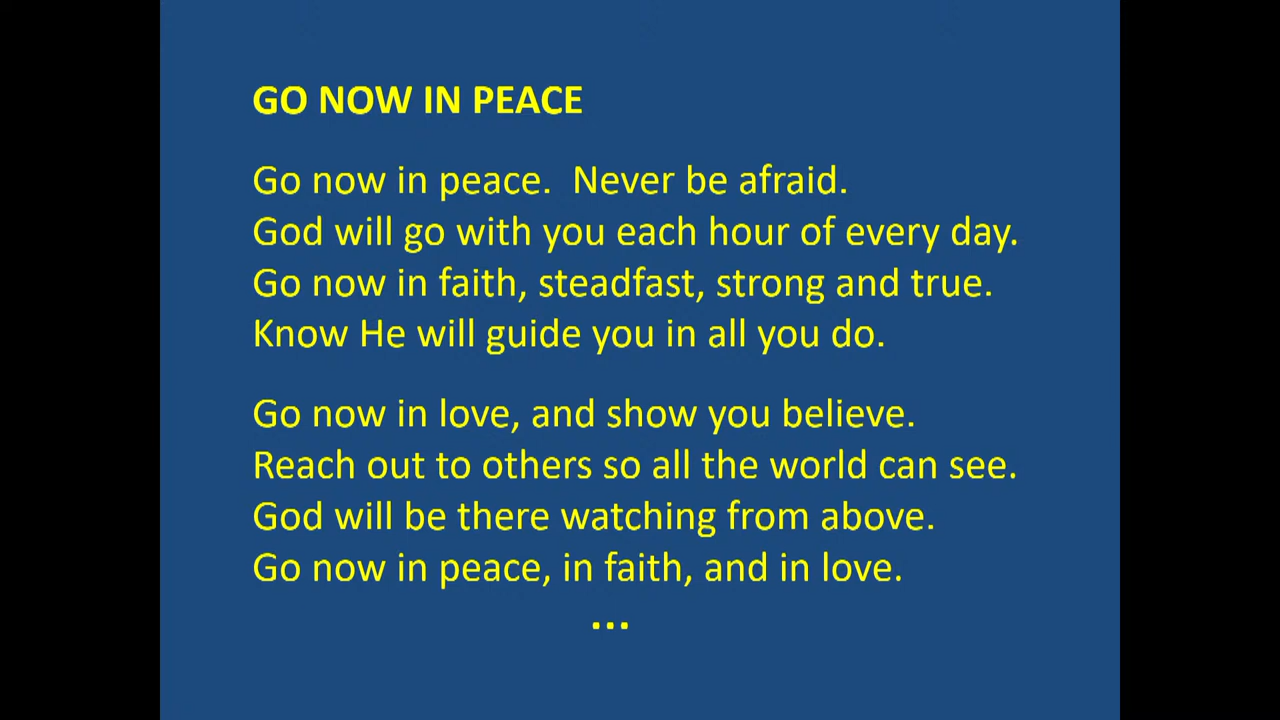 GO NOW IN PEACE
Go now in peace.  Never be afraid.
God will go with you each hour of every day.
Go now in faith, steadfast, strong and true.
Know He will guide you in all you do.
Go now in love, and show you believe.
Reach out to others so all the world can see.
God will be there watching from above.
Go now in peace, in faith, and in love.
...